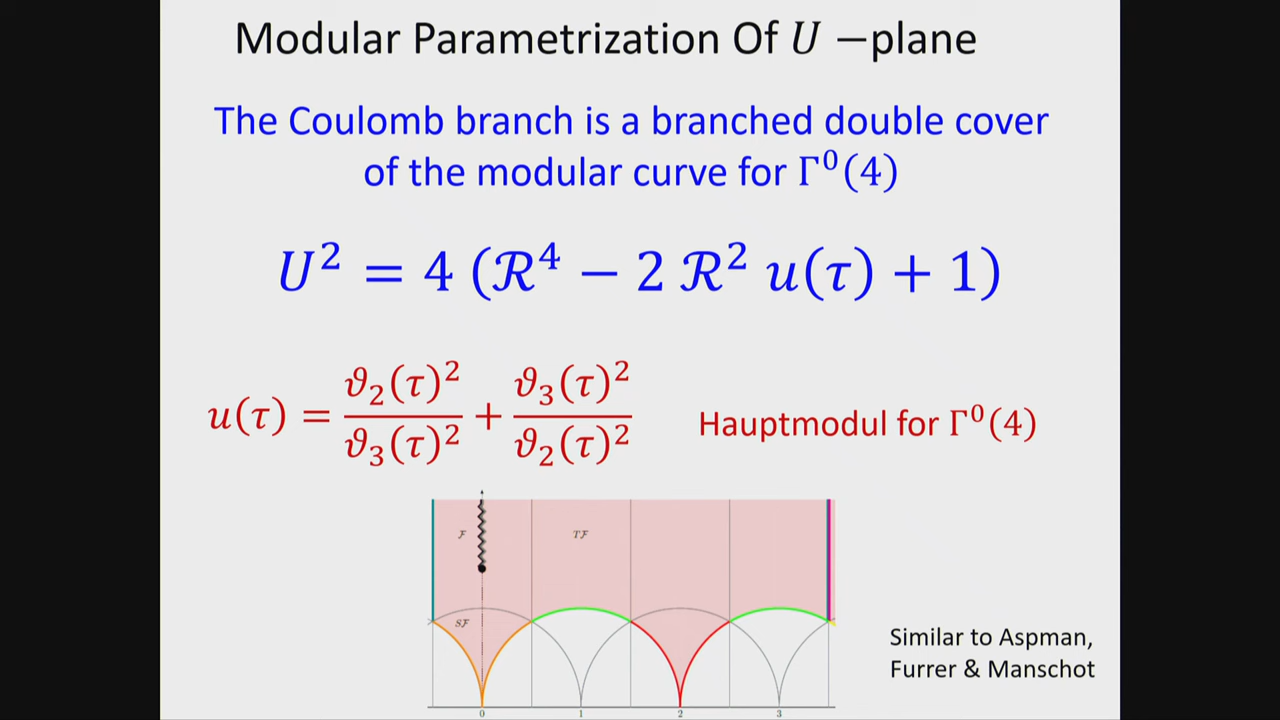 Modular Parametrization Of U −plane
The Coulomb branch is a branched double cover
of the modular curve for Γ⁰(4)
U² = 4 (ℛ⁴ − 2 ℛ² u(τ) + 1)
u(τ) = ϑ₂(τ)²/ϑ₃(τ)² + ϑ₃(τ)²/ϑ₂(τ)²
Hauptmodul for Γ⁰(4)
ℱ Tℱ
Sℱ
Similar to Aspman,
Furrer & Manschot
0 1 2 3